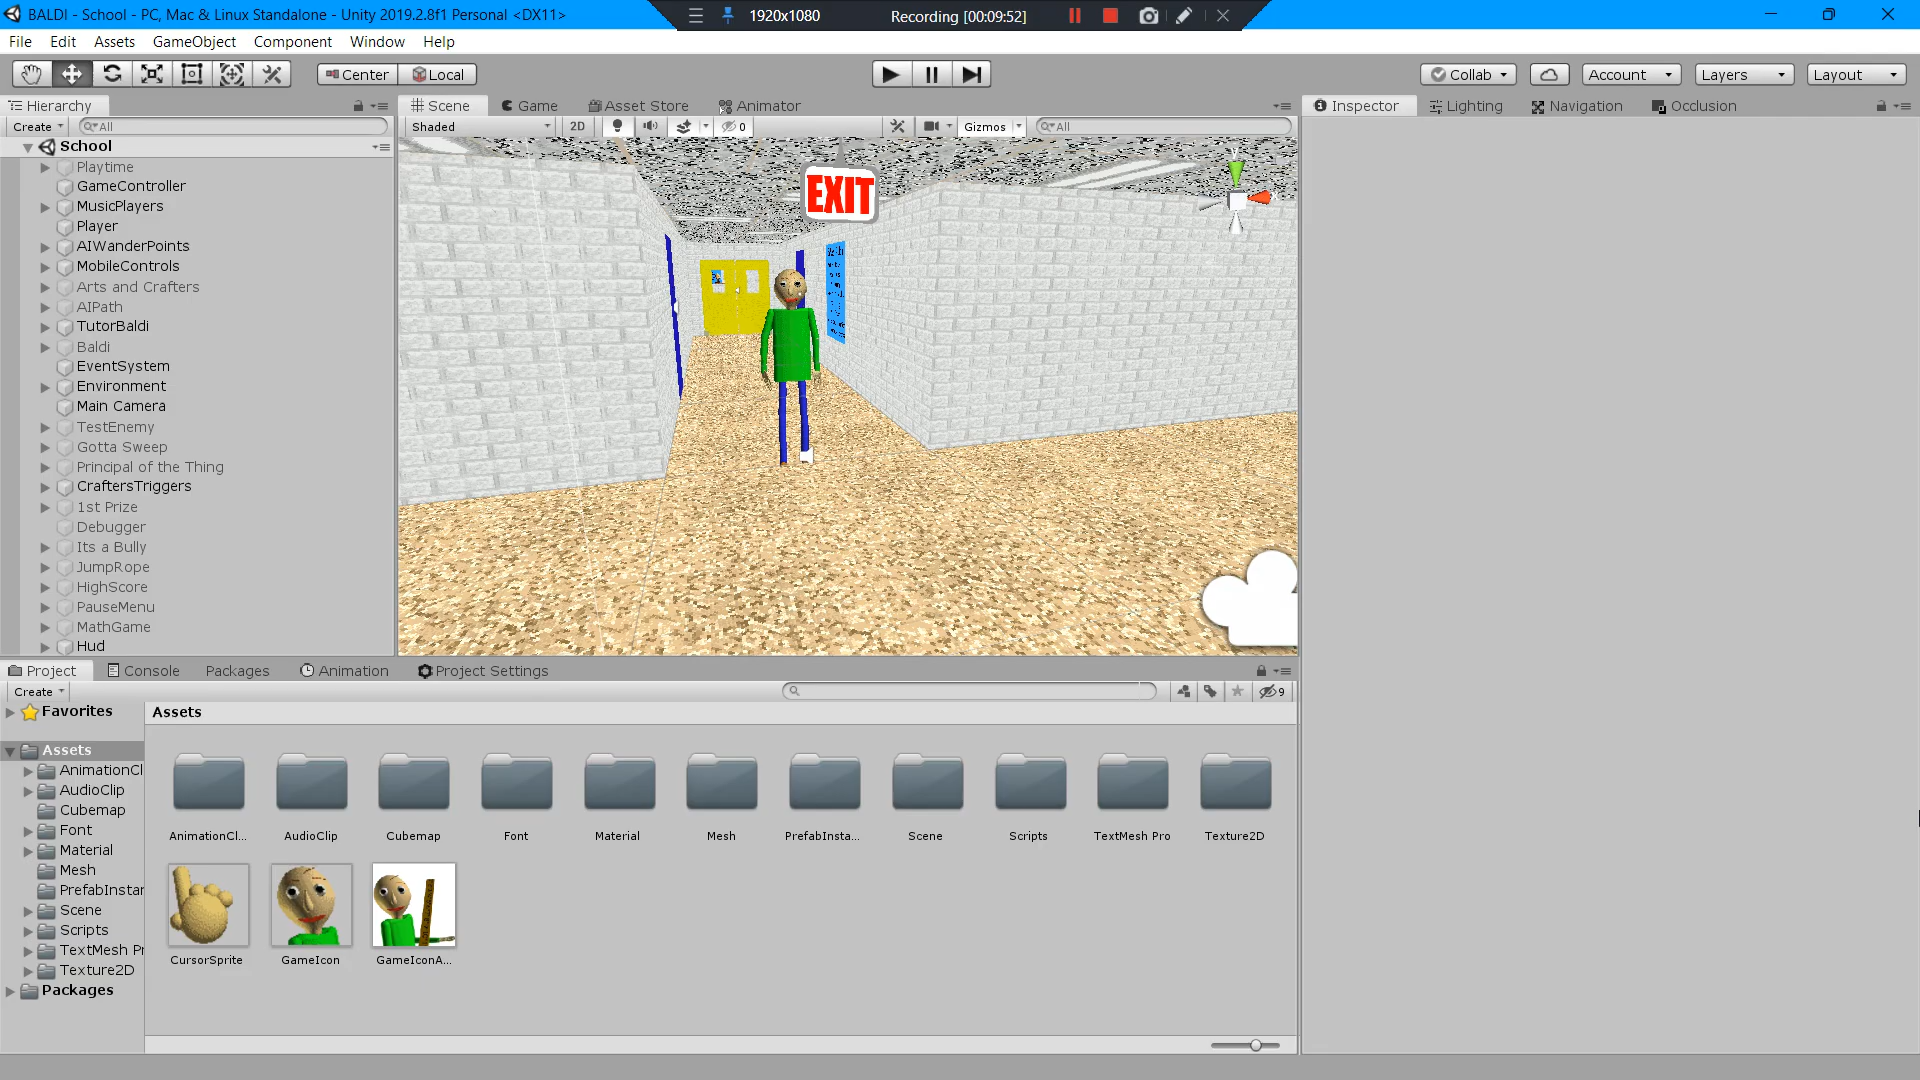 BALDI - School - PC, Mac & Linux Standalone - Unity 2019.2.8f1 Personal <DX11>
1920x1080
Recording [00:09:52]
File Edit Assets GameObject Component Window Help
Center Local
Collab Account Layers Layout
Hierarchy
Create All
School
Playtime
GameController
MusicPlayers
Player
AIWanderPoints
MobileControls
Arts and Crafters
AIPath
TutorBaldi
Baldi
EventSystem
Environment
Main Camera
TestEnemy
Gotta Sweep
Principal of the Thing
CraftersTriggers
1st Prize
Debugger
Its a Bully
JumpRope
HighScore
PauseMenu
MathGame
Hud
Scene Game Asset Store Animator
Shaded 2D 0 Gizmos All
EXIT
Y
Inspector Lighting Navigation Occlusion
Project Console Packages Animation Project Settings
Create
9
Favorites
Assets
AnimationCl
AudioClip
Cubemap
Font
Material
Mesh
PrefabInstar
Scene
Scripts
TextMesh Pr
Texture2D
Packages
Assets
AnimationCl... AudioClip Cubemap Font Material Mesh PrefabInsta... Scene Scripts TextMesh Pro Texture2D
CursorSprite GameIcon GameIconA...